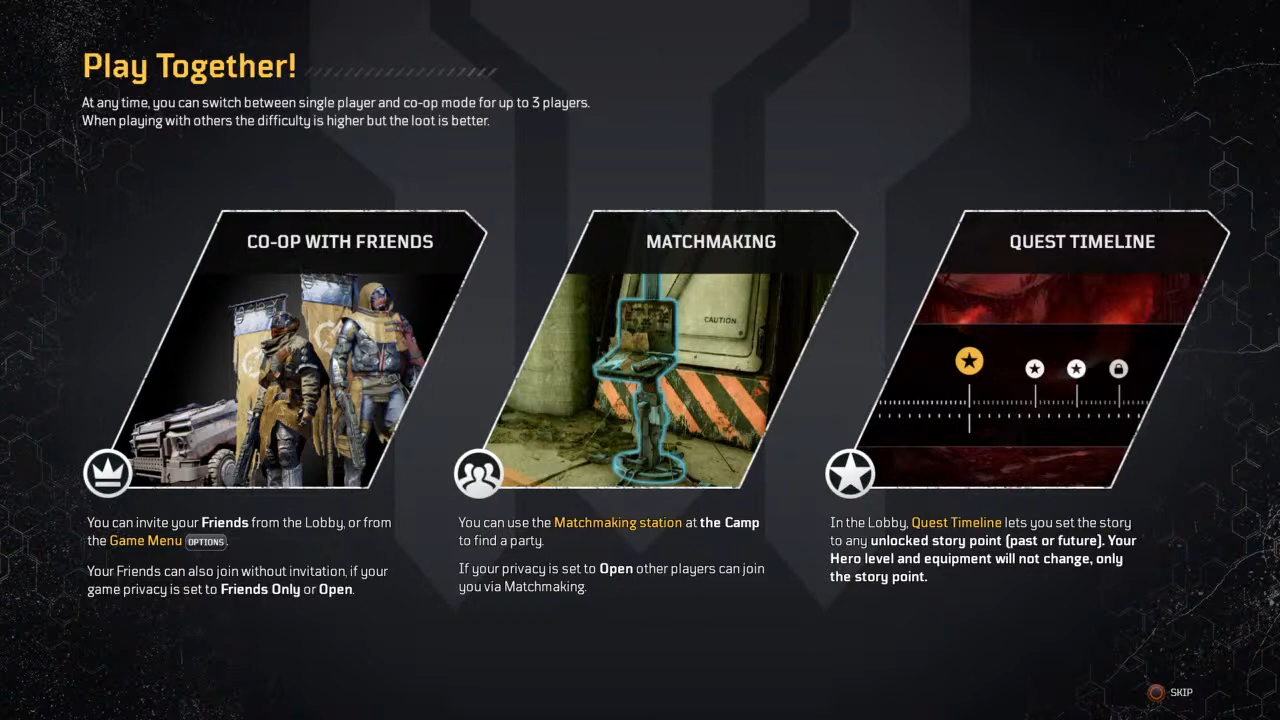 Play Together!
At any time, you can switch between single player and co-op mode for up to 3 players.
When playing with others the difficulty is higher but the loot is better.
CO-OP WITH FRIENDS
You can invite your Friends from the Lobby, or from
the Game Menu OPTIONS.
Your Friends can also join without invitation, if your
game privacy is set to Friends Only or Open.
MATCHMAKING
CAUTION
You can use the Matchmaking station at the Camp
to find a party.
If your privacy is set to Open other players can join
you via Matchmaking.
QUEST TIMELINE
In the Lobby, Quest Timeline lets you set the story
to any unlocked story point (past or future). Your
Hero level and equipment will not change, only
the story point.
SKIP